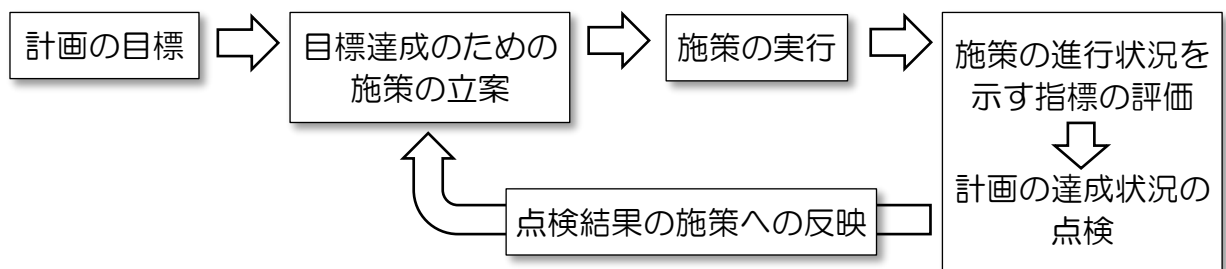 計画の目標
目標達成のための
施策の立案
施策の実行
施策の進行状況を
示す指標の評価
計画の達成状況の
点検
点検結果の施策への反映